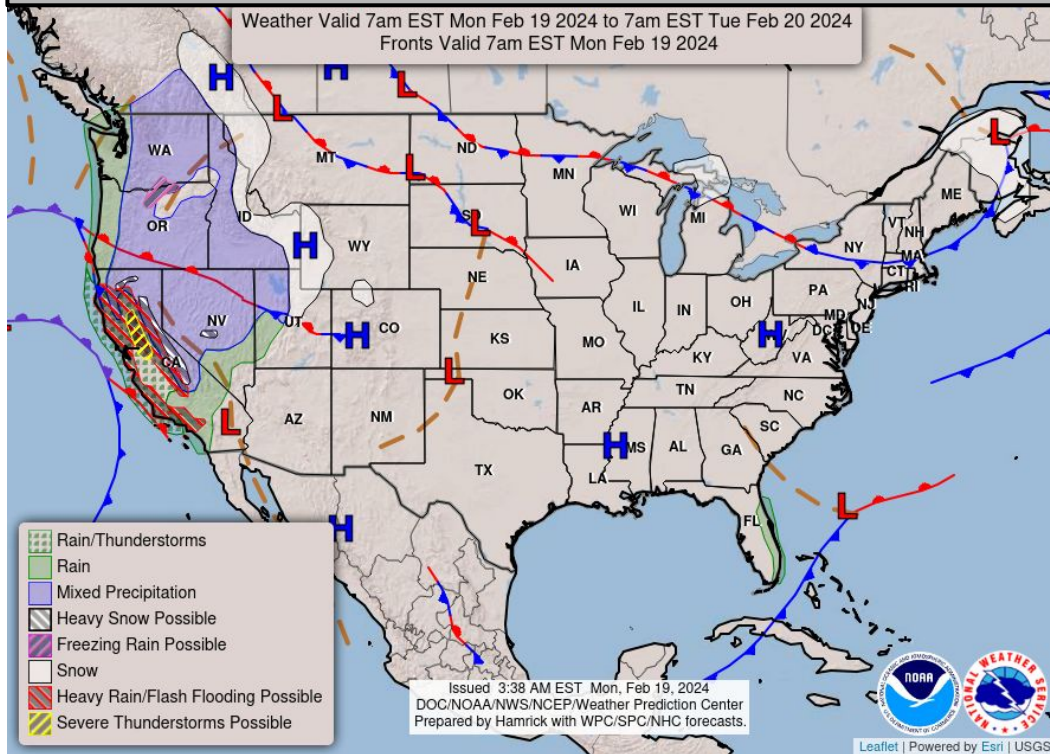 Weather Valid 7am EST Mon Feb 19 2024 to 7am EST Tue Feb 20 2024
Fronts Valid 7am EST Mon Feb 19 2024
H
H
L
L
WA
MT
ND
MN
L
L
ME
OR
ID
H
WY
SD
L
WI
MI
VT
NH
NY
MA
CT
RI
NV
UT
H
CO
NE
IA
IL
IN
OH
PA
NJ
MD
DE
DC
H
CA
KS
MO
KY
VA
L
L
AZ
NM
OK
AR
TN
NC
SC
H
MS
AL
GA
TX
LA
H
FL
L
Rain/Thunderstorms
Rain
Mixed Precipitation
Heavy Snow Possible
Freezing Rain Possible
Snow
Heavy Rain/Flash Flooding Possible
Severe Thunderstorms Possible
Issued 3:38 AM EST Mon, Feb 19, 2024
DOC/NOAA/NWS/NCEP/Weather Prediction Center
Prepared by Hamrick with WPC/SPC/NHC forecasts.
NOAA
NATIONAL WEATHER SERVICE
Leaflet | Powered by Esri | USGS